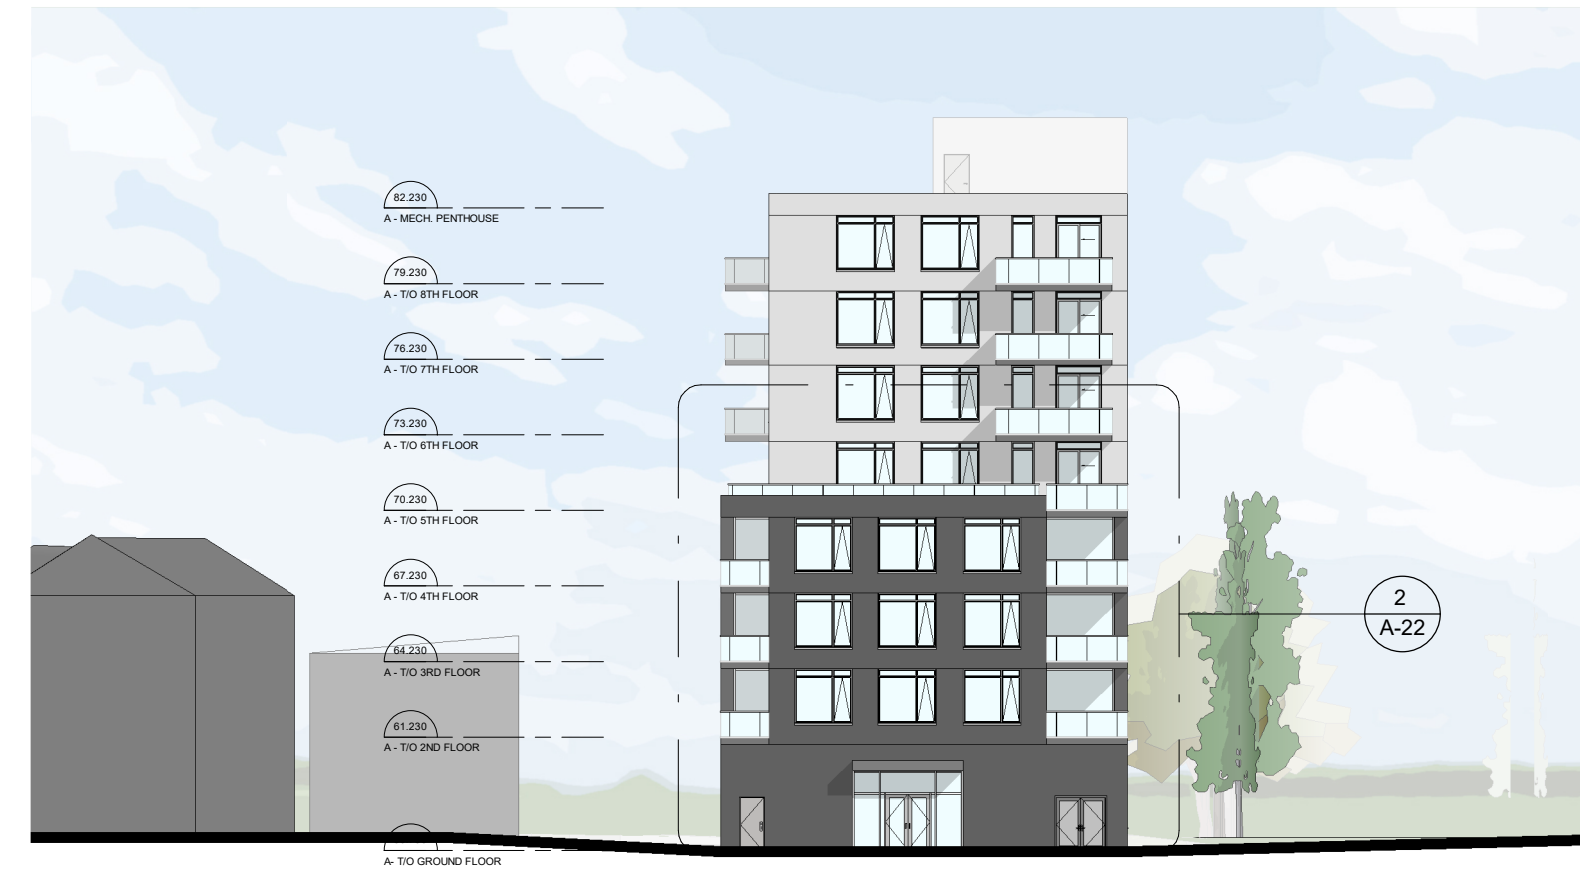 82.230
A - MECH. PENTHOUSE
79.230
A - T/O 8TH FLOOR
76.230
A - T/O 7TH FLOOR
73.230
A - T/O 6TH FLOOR
70.230
A - T/O 5TH FLOOR
67.230
A - T/O 4TH FLOOR
2
A-22
64.230
A - T/O 3RD FLOOR
61.230
A - T/O 2ND FLOOR
A- T/O GROUND FLOOR